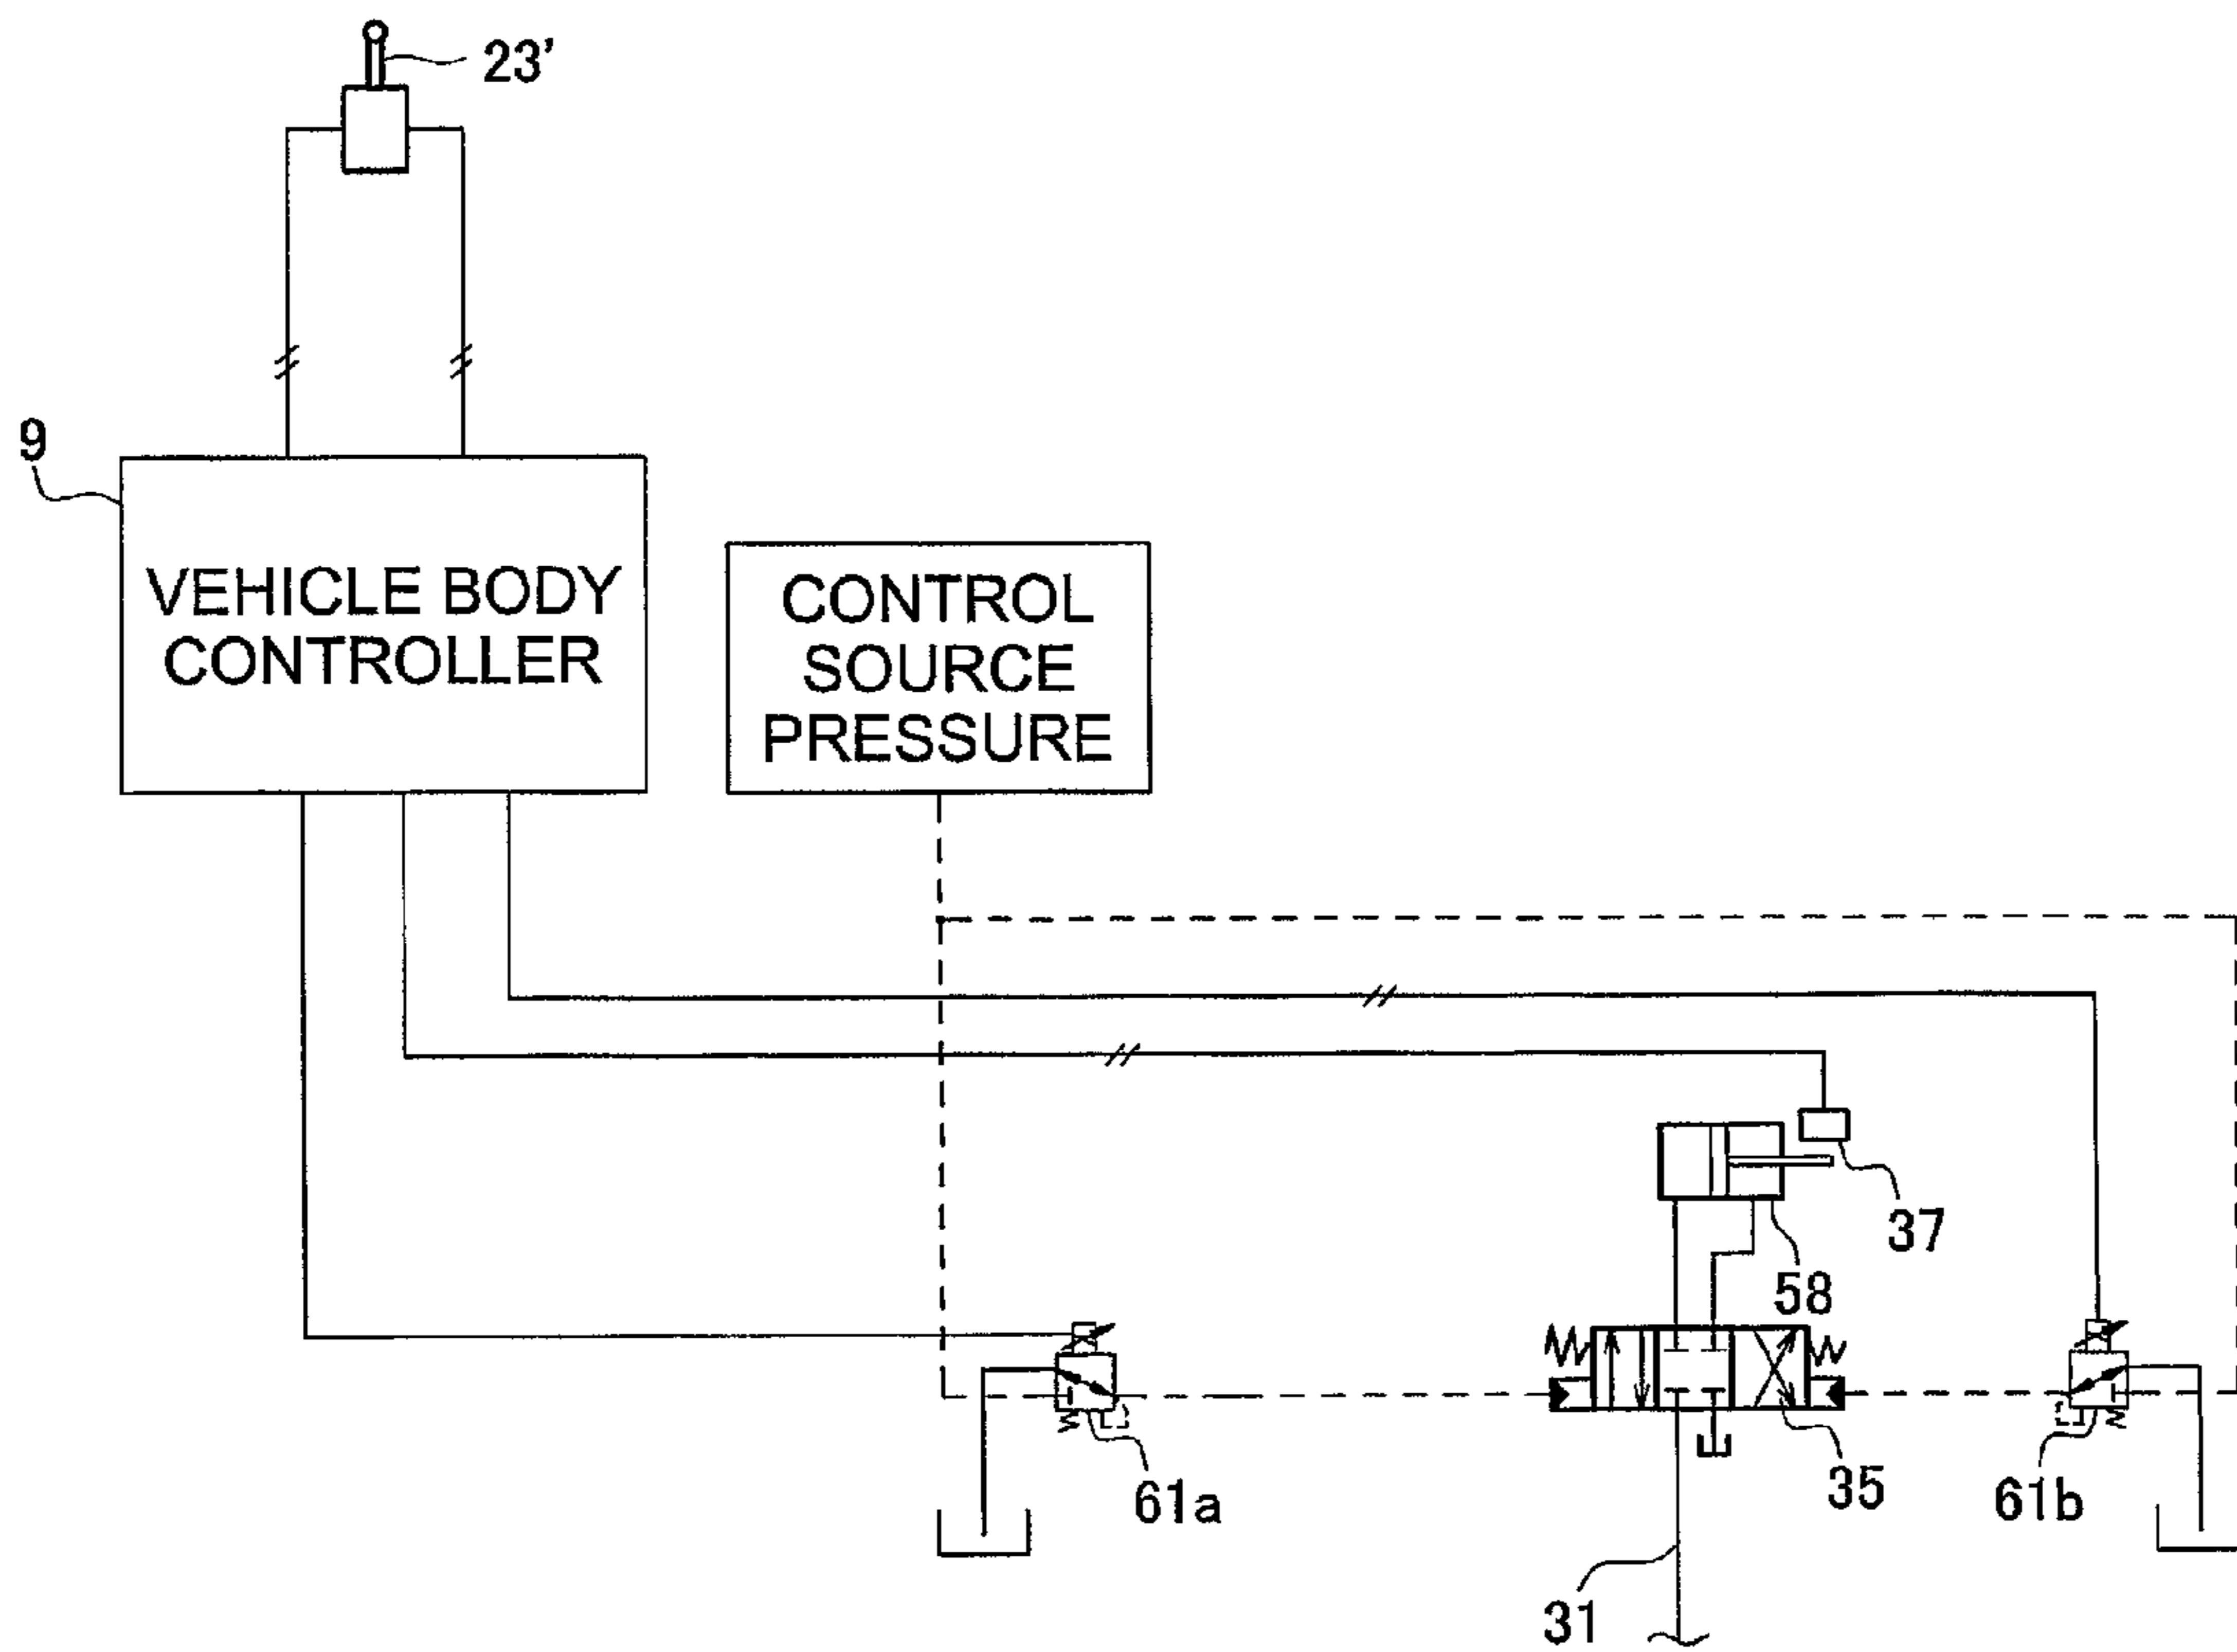 23’
9
VEHICLE BODY
CONTROLLER
CONTROL
SOURCE
PRESSURE
37
58
61a
35
61b
31